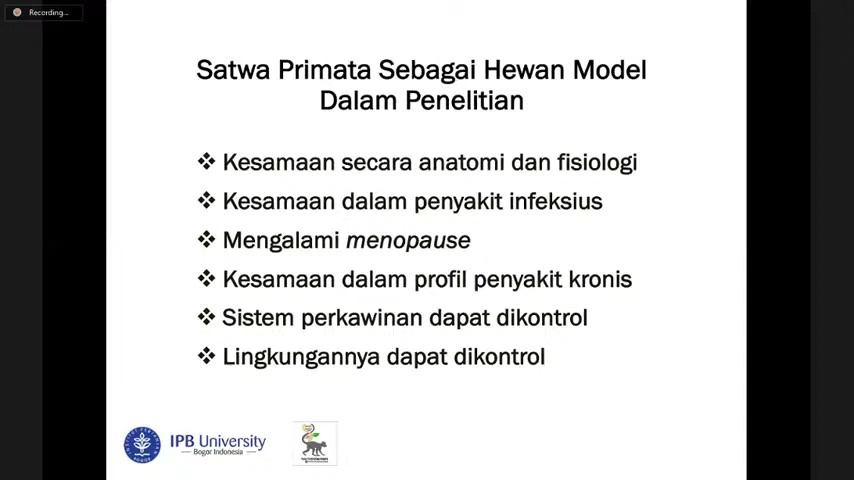 Recording...
Satwa Primata Sebagai Hewan Model
Dalam Penelitian
❖ Kesamaan secara anatomi dan fisiologi
❖ Kesamaan dalam penyakit infeksius
❖ Mengalami menopause
❖ Kesamaan dalam profil penyakit kronis
❖ Sistem perkawinan dapat dikontrol
❖ Lingkungannya dapat dikontrol
IPB University
Bogor Indonesia